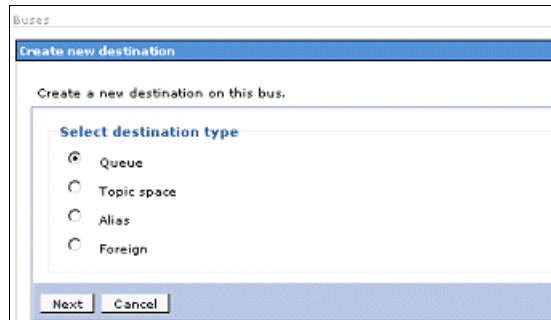 Buses
Create new destination
Create a new destination on this bus.
Select destination type
Queue
Topic space
Alias
Foreign
Next Cancel